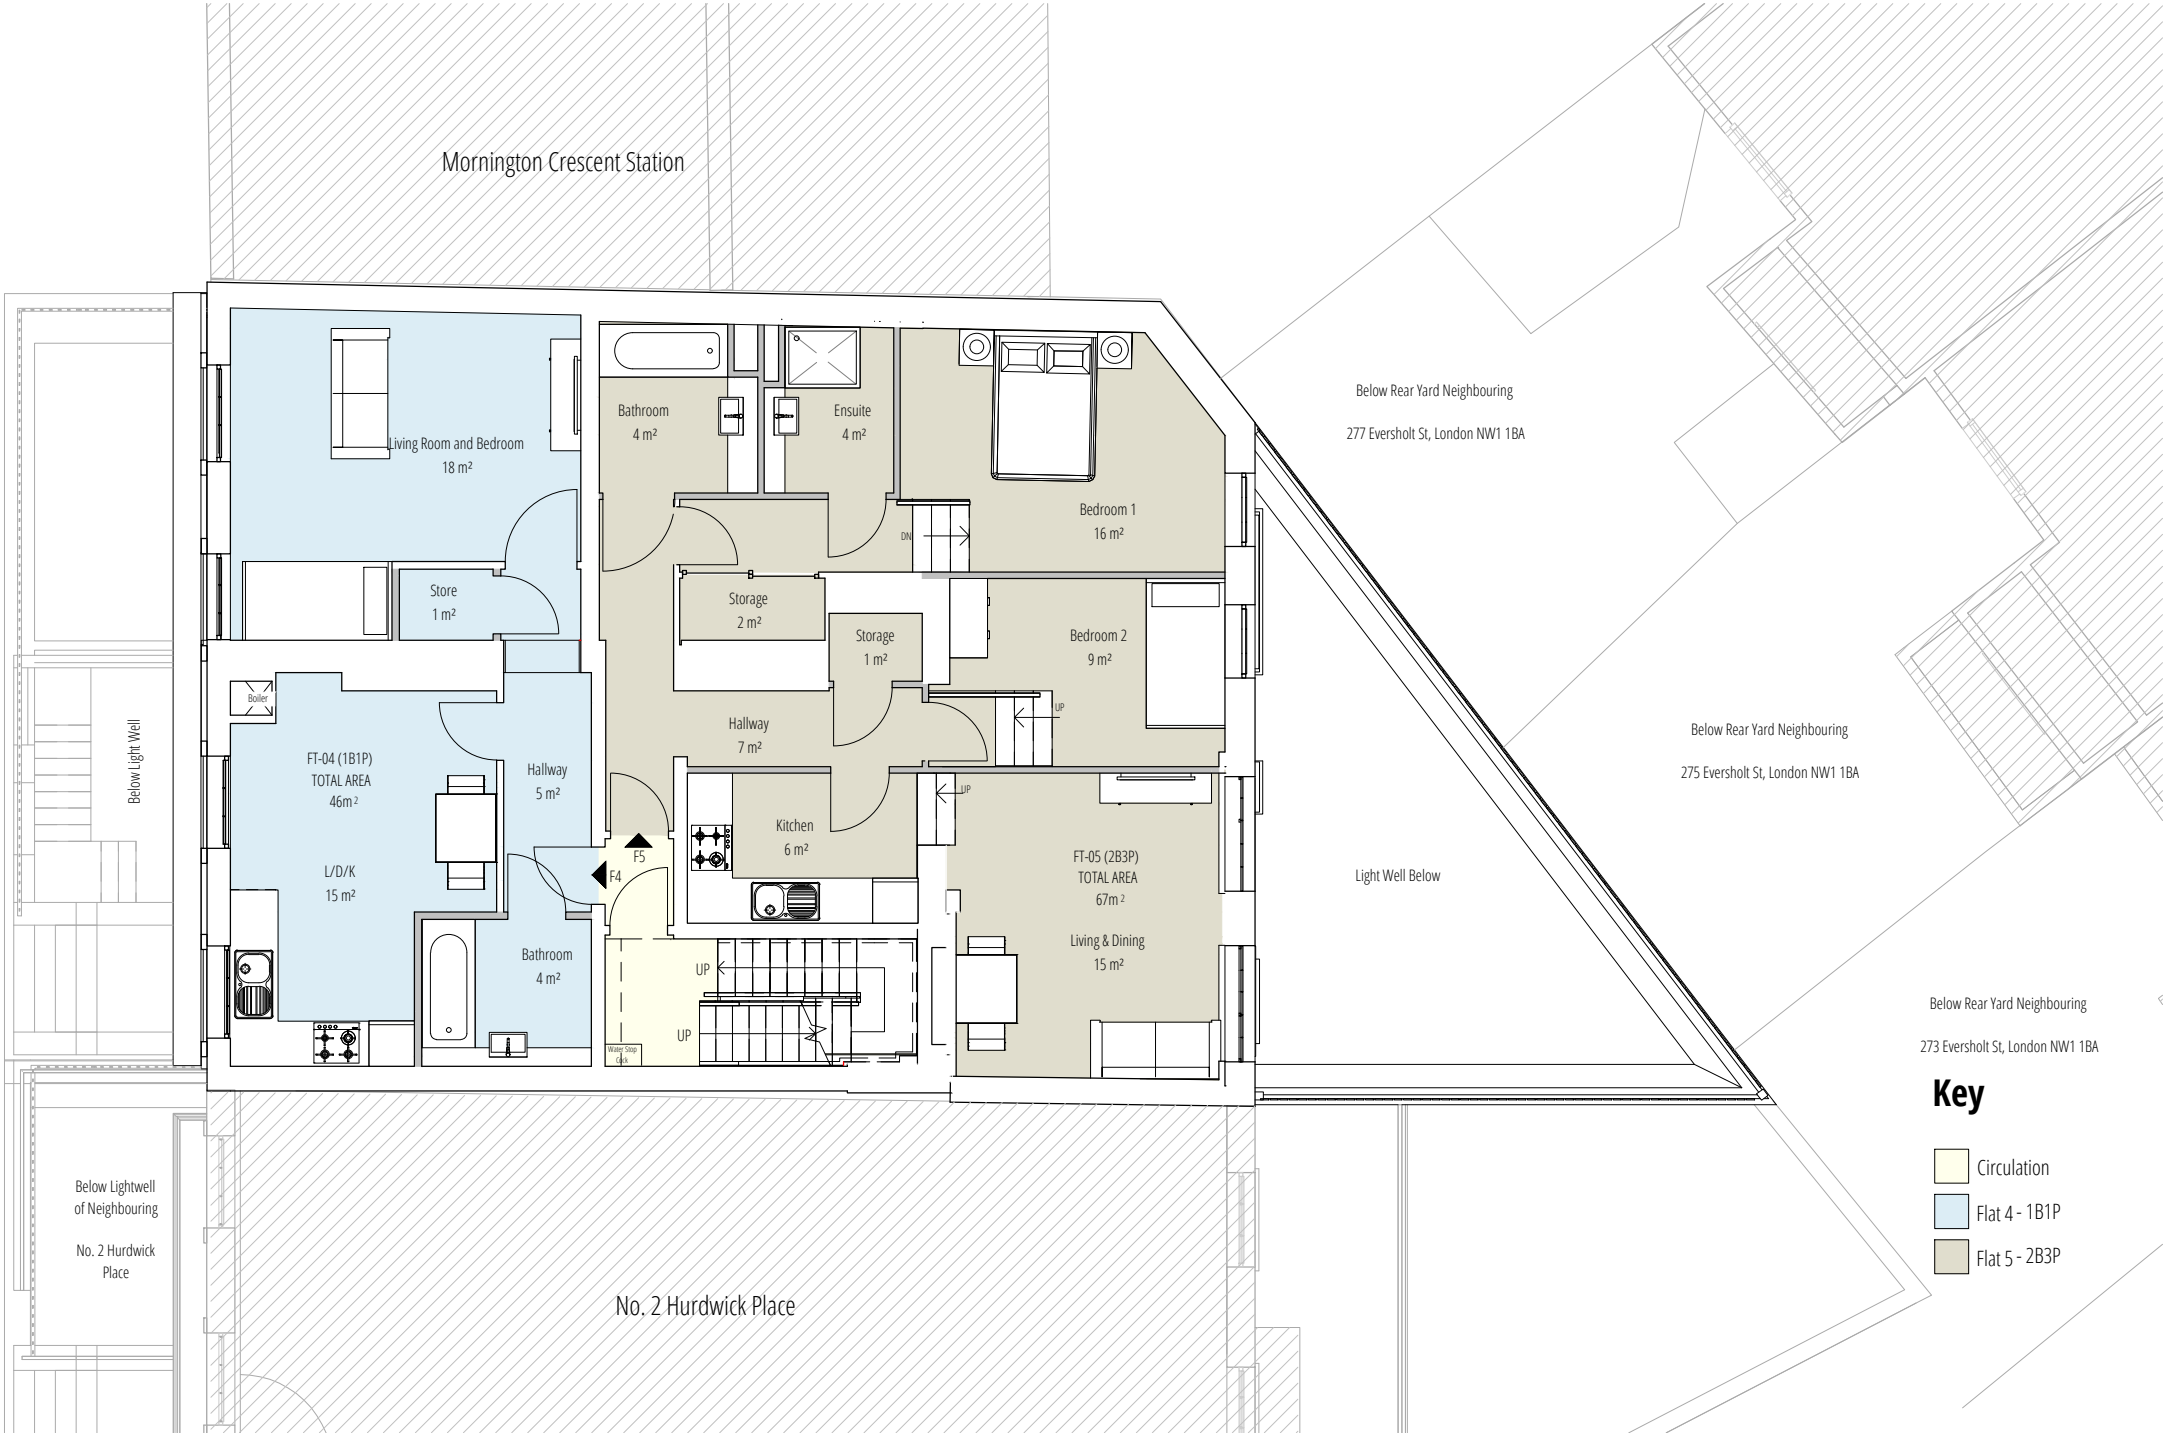 Mornington Crescent Station
Below Rear Yard Neighbouring
277 Eversholt St, London NW1 1BA
Bathroom
4 m²
Ensuite
4 m²
Living Room and Bedroom
18 m²
Bedroom 1
16 m²
DN
Store
1 m²
Storage
2 m²
Storage
1 m²
Bedroom 2
9 m²
Boiler
UP
Hallway
7 m²
Below Light Well
FT-04 (1B1P)
TOTAL AREA
46m²
Hallway
5 m²
Below Rear Yard Neighbouring
275 Eversholt St, London NW1 1BA
UP
Kitchen
6 m²
F5
F4
L/D/K
15 m²
FT-05 (2B3P)
TOTAL AREA
67m²
Light Well Below
Living & Dining
15 m²
Bathroom
4 m²
UP
UP
Water Stop
Cock
Below Rear Yard Neighbouring
273 Eversholt St, London NW1 1BA
Key
Circulation
Flat 4 - 1B1P
Flat 5 - 2B3P
Below Lightwell
of Neighbouring
No. 2 Hurdwick
Place
No. 2 Hurdwick Place